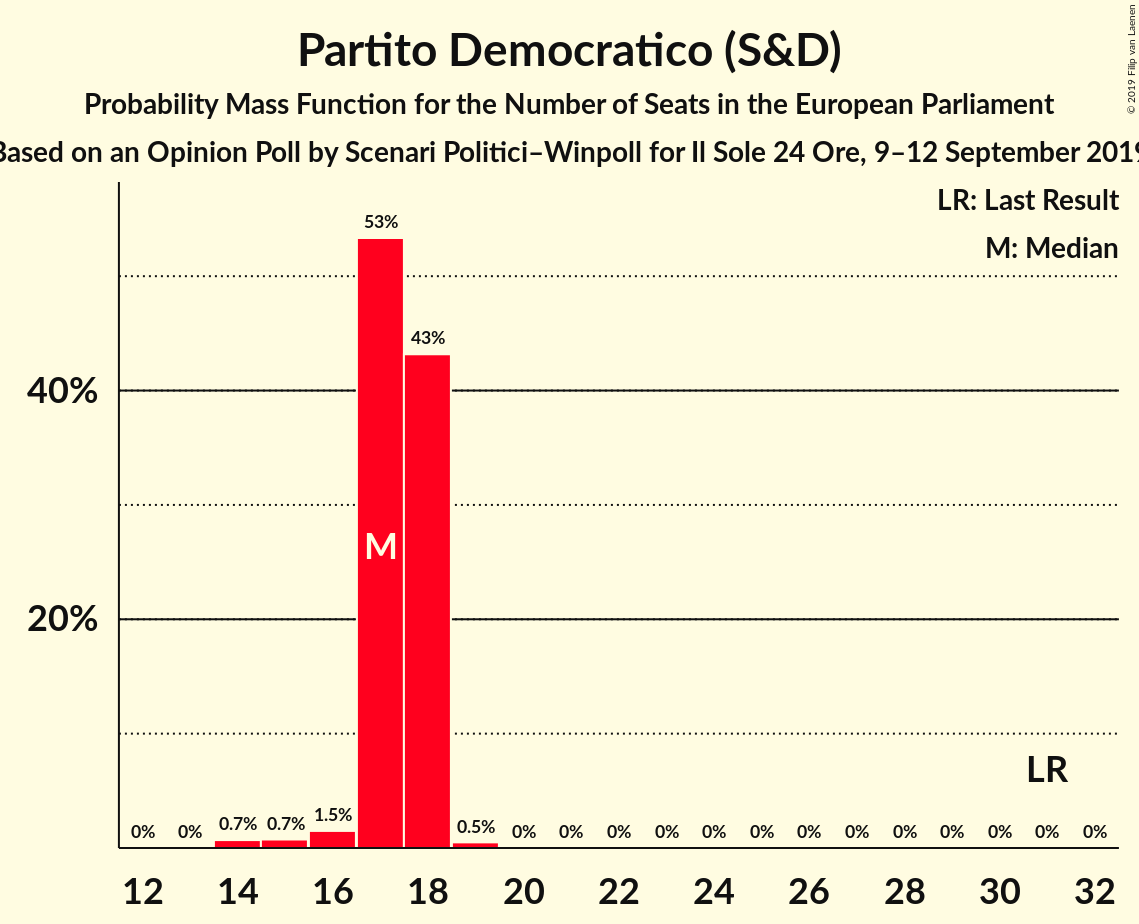 Partito Democratico (S&D)
Probability Mass Function for the Number of Seats in the European Parliament
Based on an Opinion Poll by Scenari Politici–Winpoll for Il Sole 24 Ore, 9–12 September 2019
© 2019 Filip van Laenen
LR: Last Result
M: Median
53%
43%
40%
M
20%
LR
0% 0% 0.7% 0.7% 1.5% 0.5% 0% 0% 0% 0% 0% 0% 0% 0% 0% 0% 0% 0% 0%
12 14 16 18 20 22 24 26 28 30 32